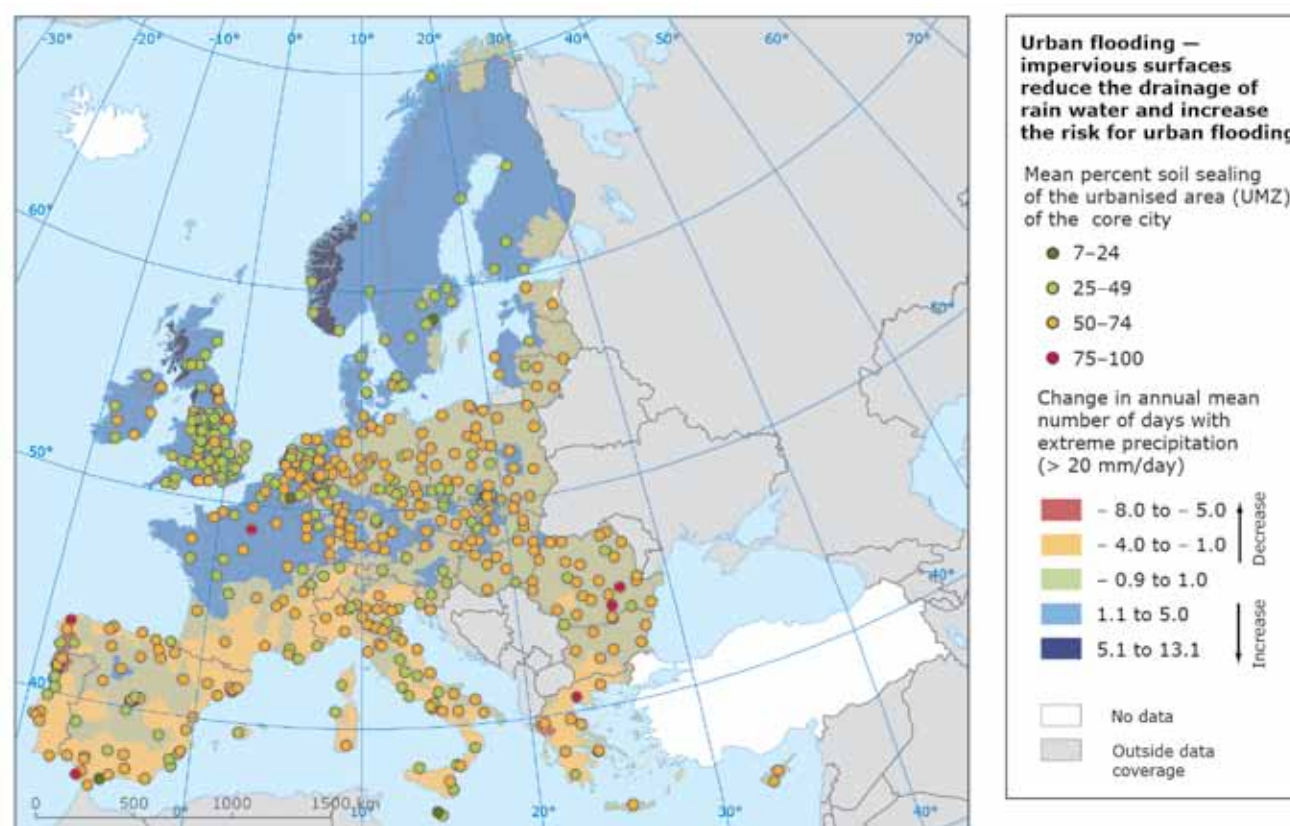 -30°
-20°
-10°
0°
10°
20°
30°
40°
50°
60°
70°
60°
50°
50°
40°
40°
0
500
1000
1500 km
0°
10°
20°
30°
40°
Urban flooding —
impervious surfaces
reduce the drainage of
rain water and increase
the risk for urban flooding
Mean percent soil sealing
of the urbanised area (UMZ)
of the core city
7–24
25–49
50–74
75–100
Change in annual mean
number of days with
extreme precipitation
(> 20 mm/day)
– 8.0 to – 5.0
– 4.0 to – 1.0
– 0.9 to 1.0
1.1 to 5.0
5.1 to 13.1
Decrease
Increase
No data
Outside data
coverage